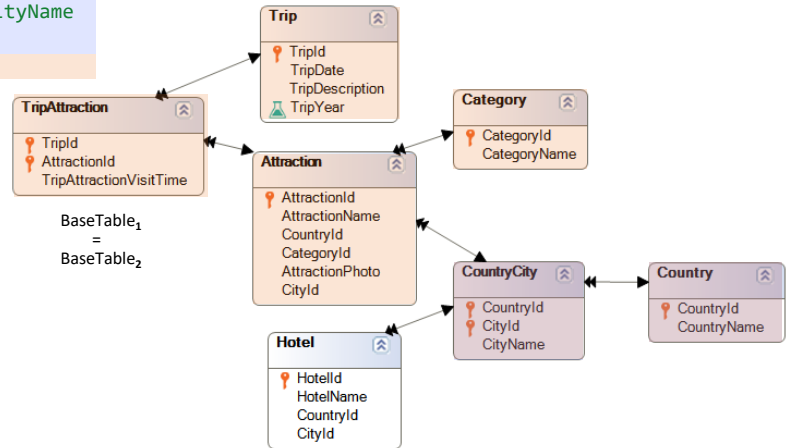 ityName
Trip
TripId
TripDate
TripDescription
TripYear
TripAttraction
TripId
AttractionId
TripAttractionVisitTime
BaseTable1
=
BaseTable2
Category
CategoryId
CategoryName
Attraction
AttractionId
AttractionName
CountryId
CategoryId
AttractionPhoto
CityId
CountryCity
CountryId
CityId
CityName
Country
CountryId
CountryName
Hotel
HotelId
HotelName
CountryId
CityId